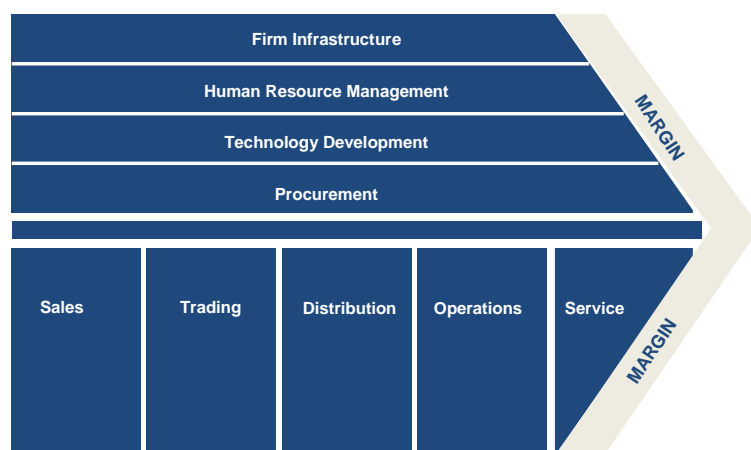 Firm Infrastructure
Human Resource Management
Technology Development
Procurement
MARGIN
Sales
Trading
Distribution
Operations
Service
MARGIN